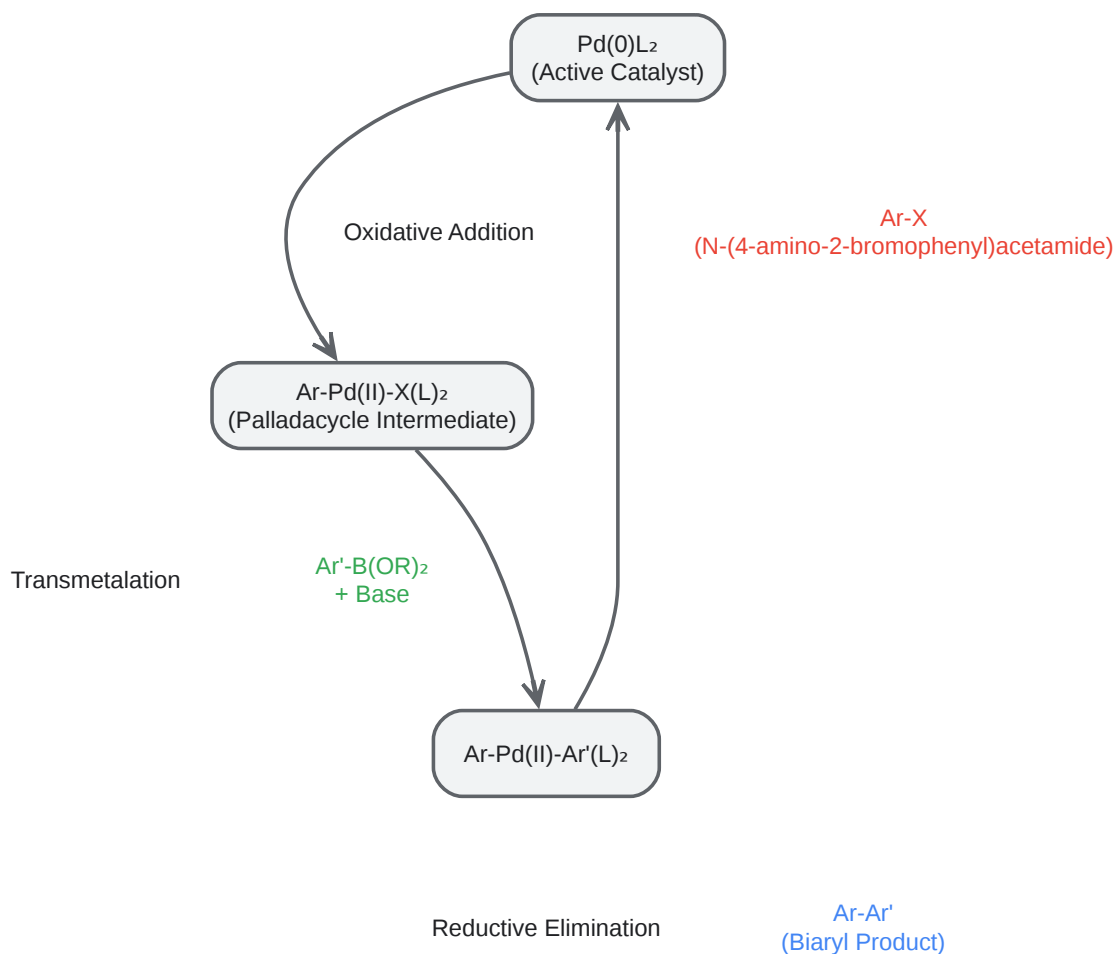 Pd(0)L₂
(Active Catalyst)
Oxidative Addition
Ar-X
(N-(4-amino-2-bromophenyl)acetamide)
Ar-Pd(II)-X(L)₂
(Palladacycle Intermediate)
Transmetalation
Ar'-B(OR)₂
+ Base
Ar-Pd(II)-Ar'(L)₂
Reductive Elimination
Ar-Ar'
(Biaryl Product)